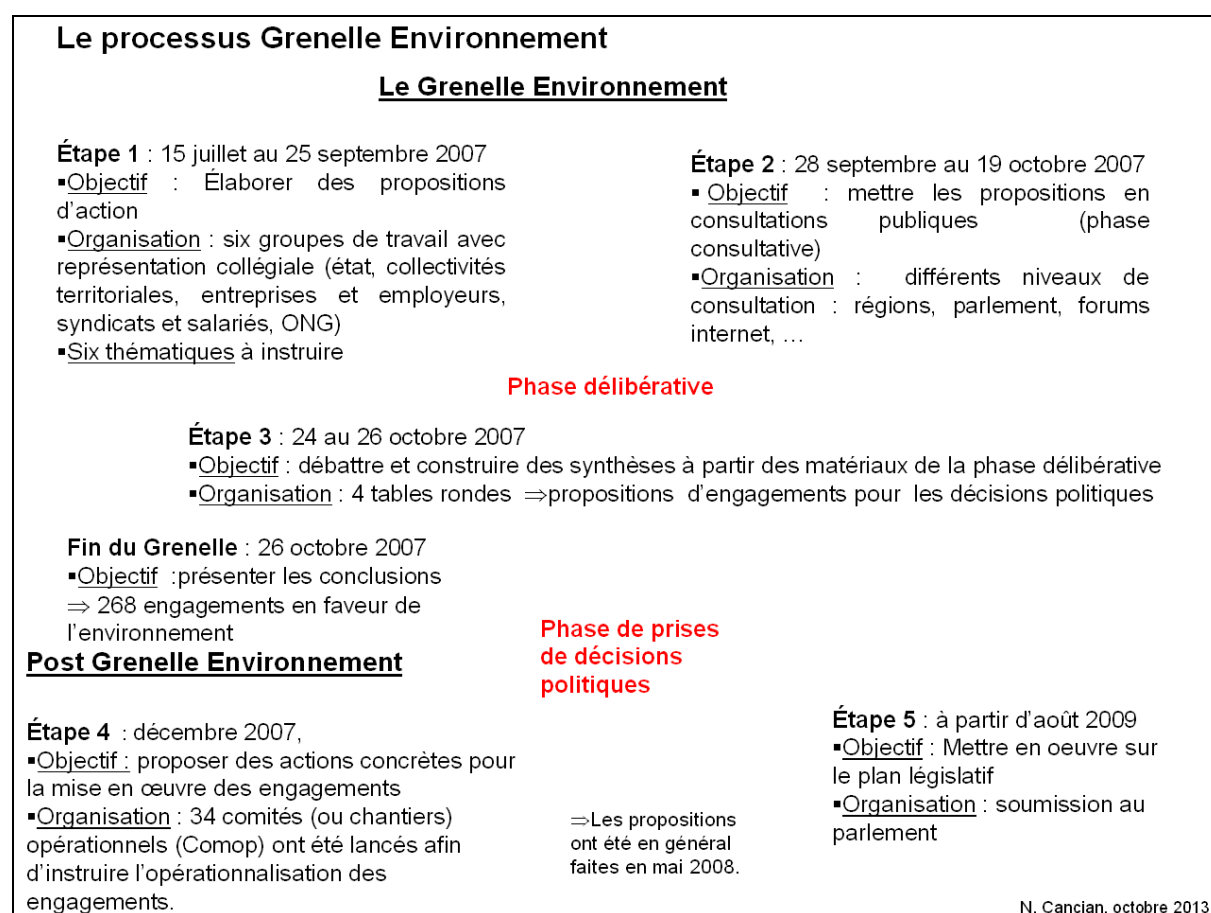 Le processus Grenelle Environnement
Le Grenelle Environnement
Étape 1 : 15 juillet au 25 septembre 2007
▪Objectif : Élaborer des propositions
d’action
▪Organisation : six groupes de travail avec
représentation collégiale (état, collectivités
territoriales, entreprises et employeurs,
syndicats et salariés, ONG)
▪Six thématiques à instruire
Étape 2 : 28 septembre au 19 octobre 2007
▪ Objectif : mettre les propositions en
consultations publiques (phase
consultative)
▪Organisation : différents niveaux de
consultation : régions, parlement, forums
internet, …
Phase délibérative
Étape 3 : 24 au 26 octobre 2007
▪Objectif : débattre et construire des synthèses à partir des matériaux de la phase délibérative
▪Organisation : 4 tables rondes ⇒propositions d’engagements pour les décisions politiques
Fin du Grenelle : 26 octobre 2007
▪Objectif :présenter les conclusions
⇒ 268 engagements en faveur de
l’environnement
Phase de prises
de décisions
politiques
Post Grenelle Environnement
Étape 4 : décembre 2007,
▪Objectif : proposer des actions concrètes pour
la mise en œuvre des engagements
▪Organisation : 34 comités (ou chantiers)
opérationnels (Comop) ont été lancés afin
d’instruire l’opérationnalisation des
engagements.
⇒Les propositions
ont été en général
faites en mai 2008.
Étape 5 : à partir d’août 2009
▪Objectif : Mettre en oeuvre sur
le plan législatif
▪Organisation : soumission au
parlement
N. Cancian, octobre 2013